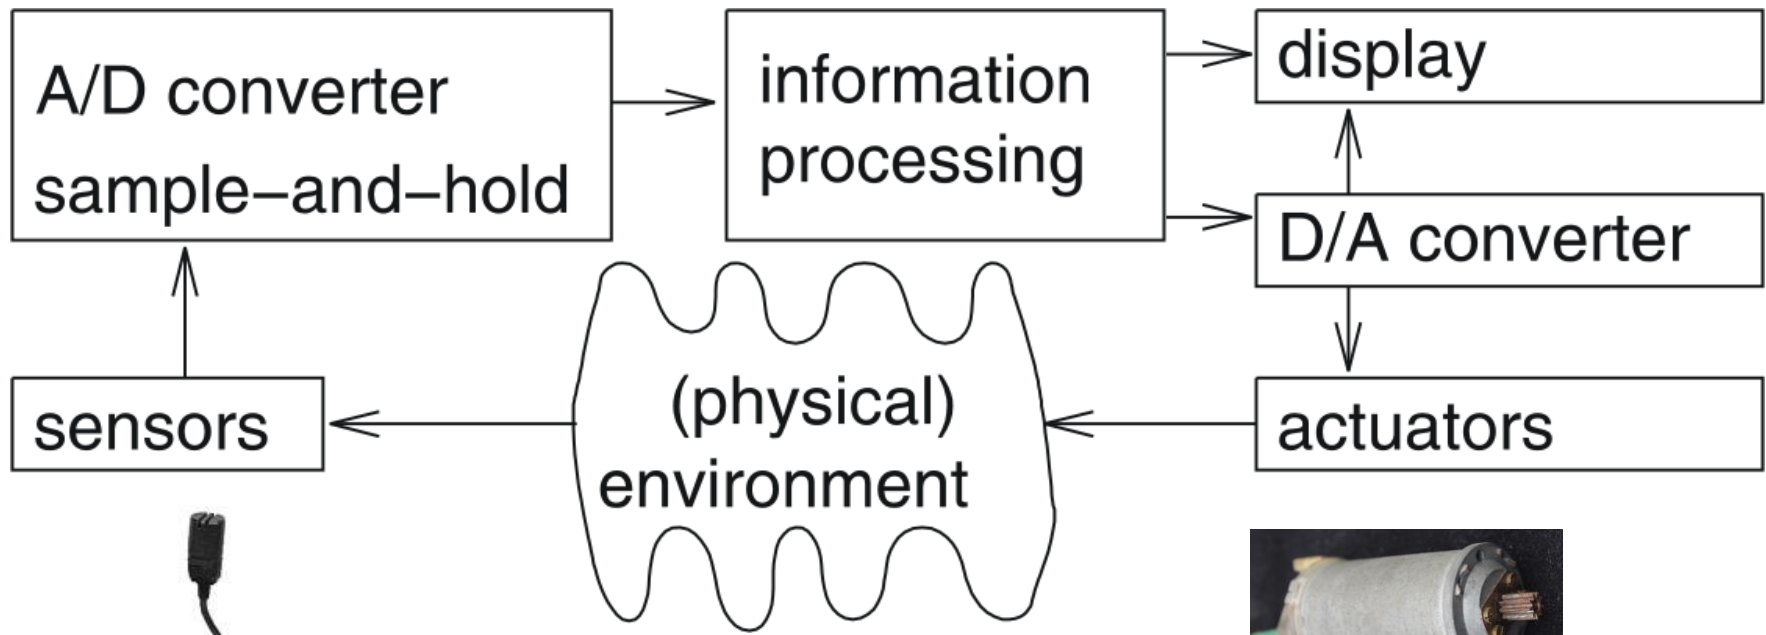 A/D converter
sample–and–hold
information
processing
display
D/A converter
sensors
(physical)
environment
actuators